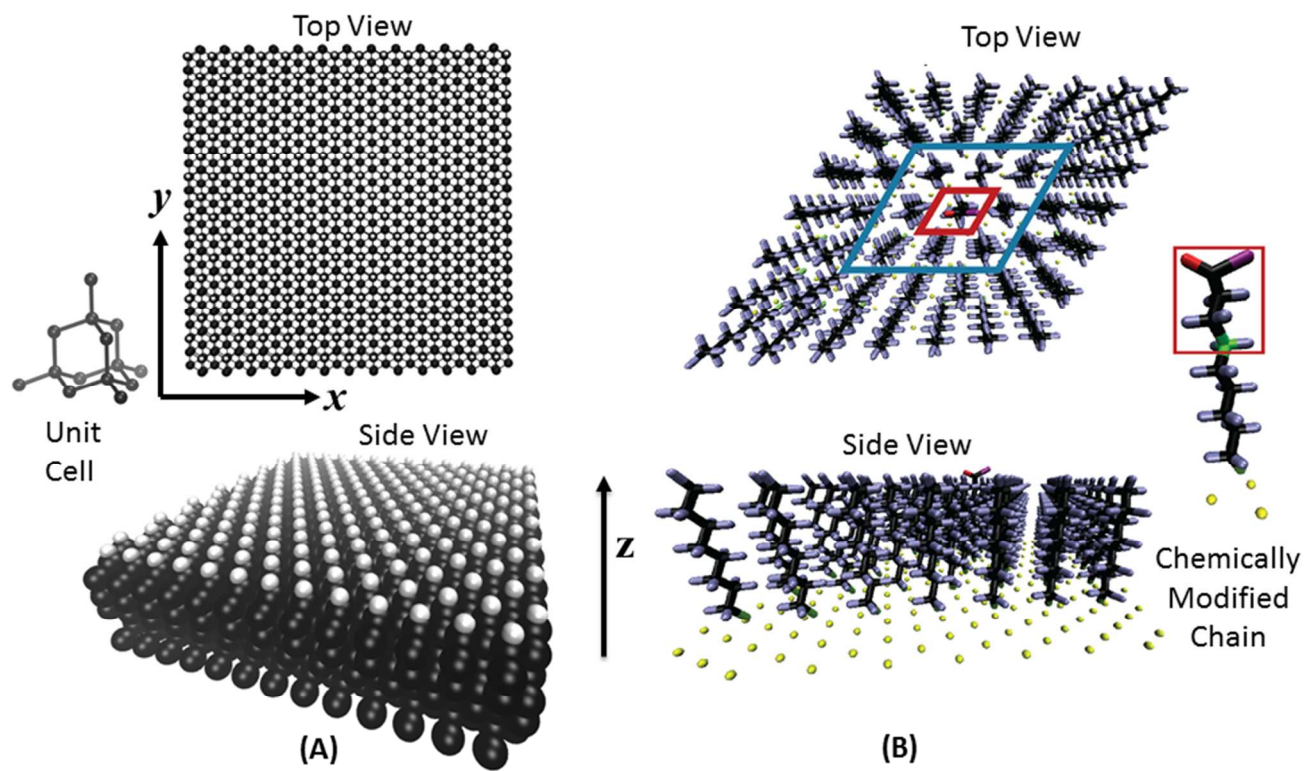 Top View
y
x
Unit
Cell
Side View
(A)
Top View
Side View
z
Chemically
Modified
Chain
(B)